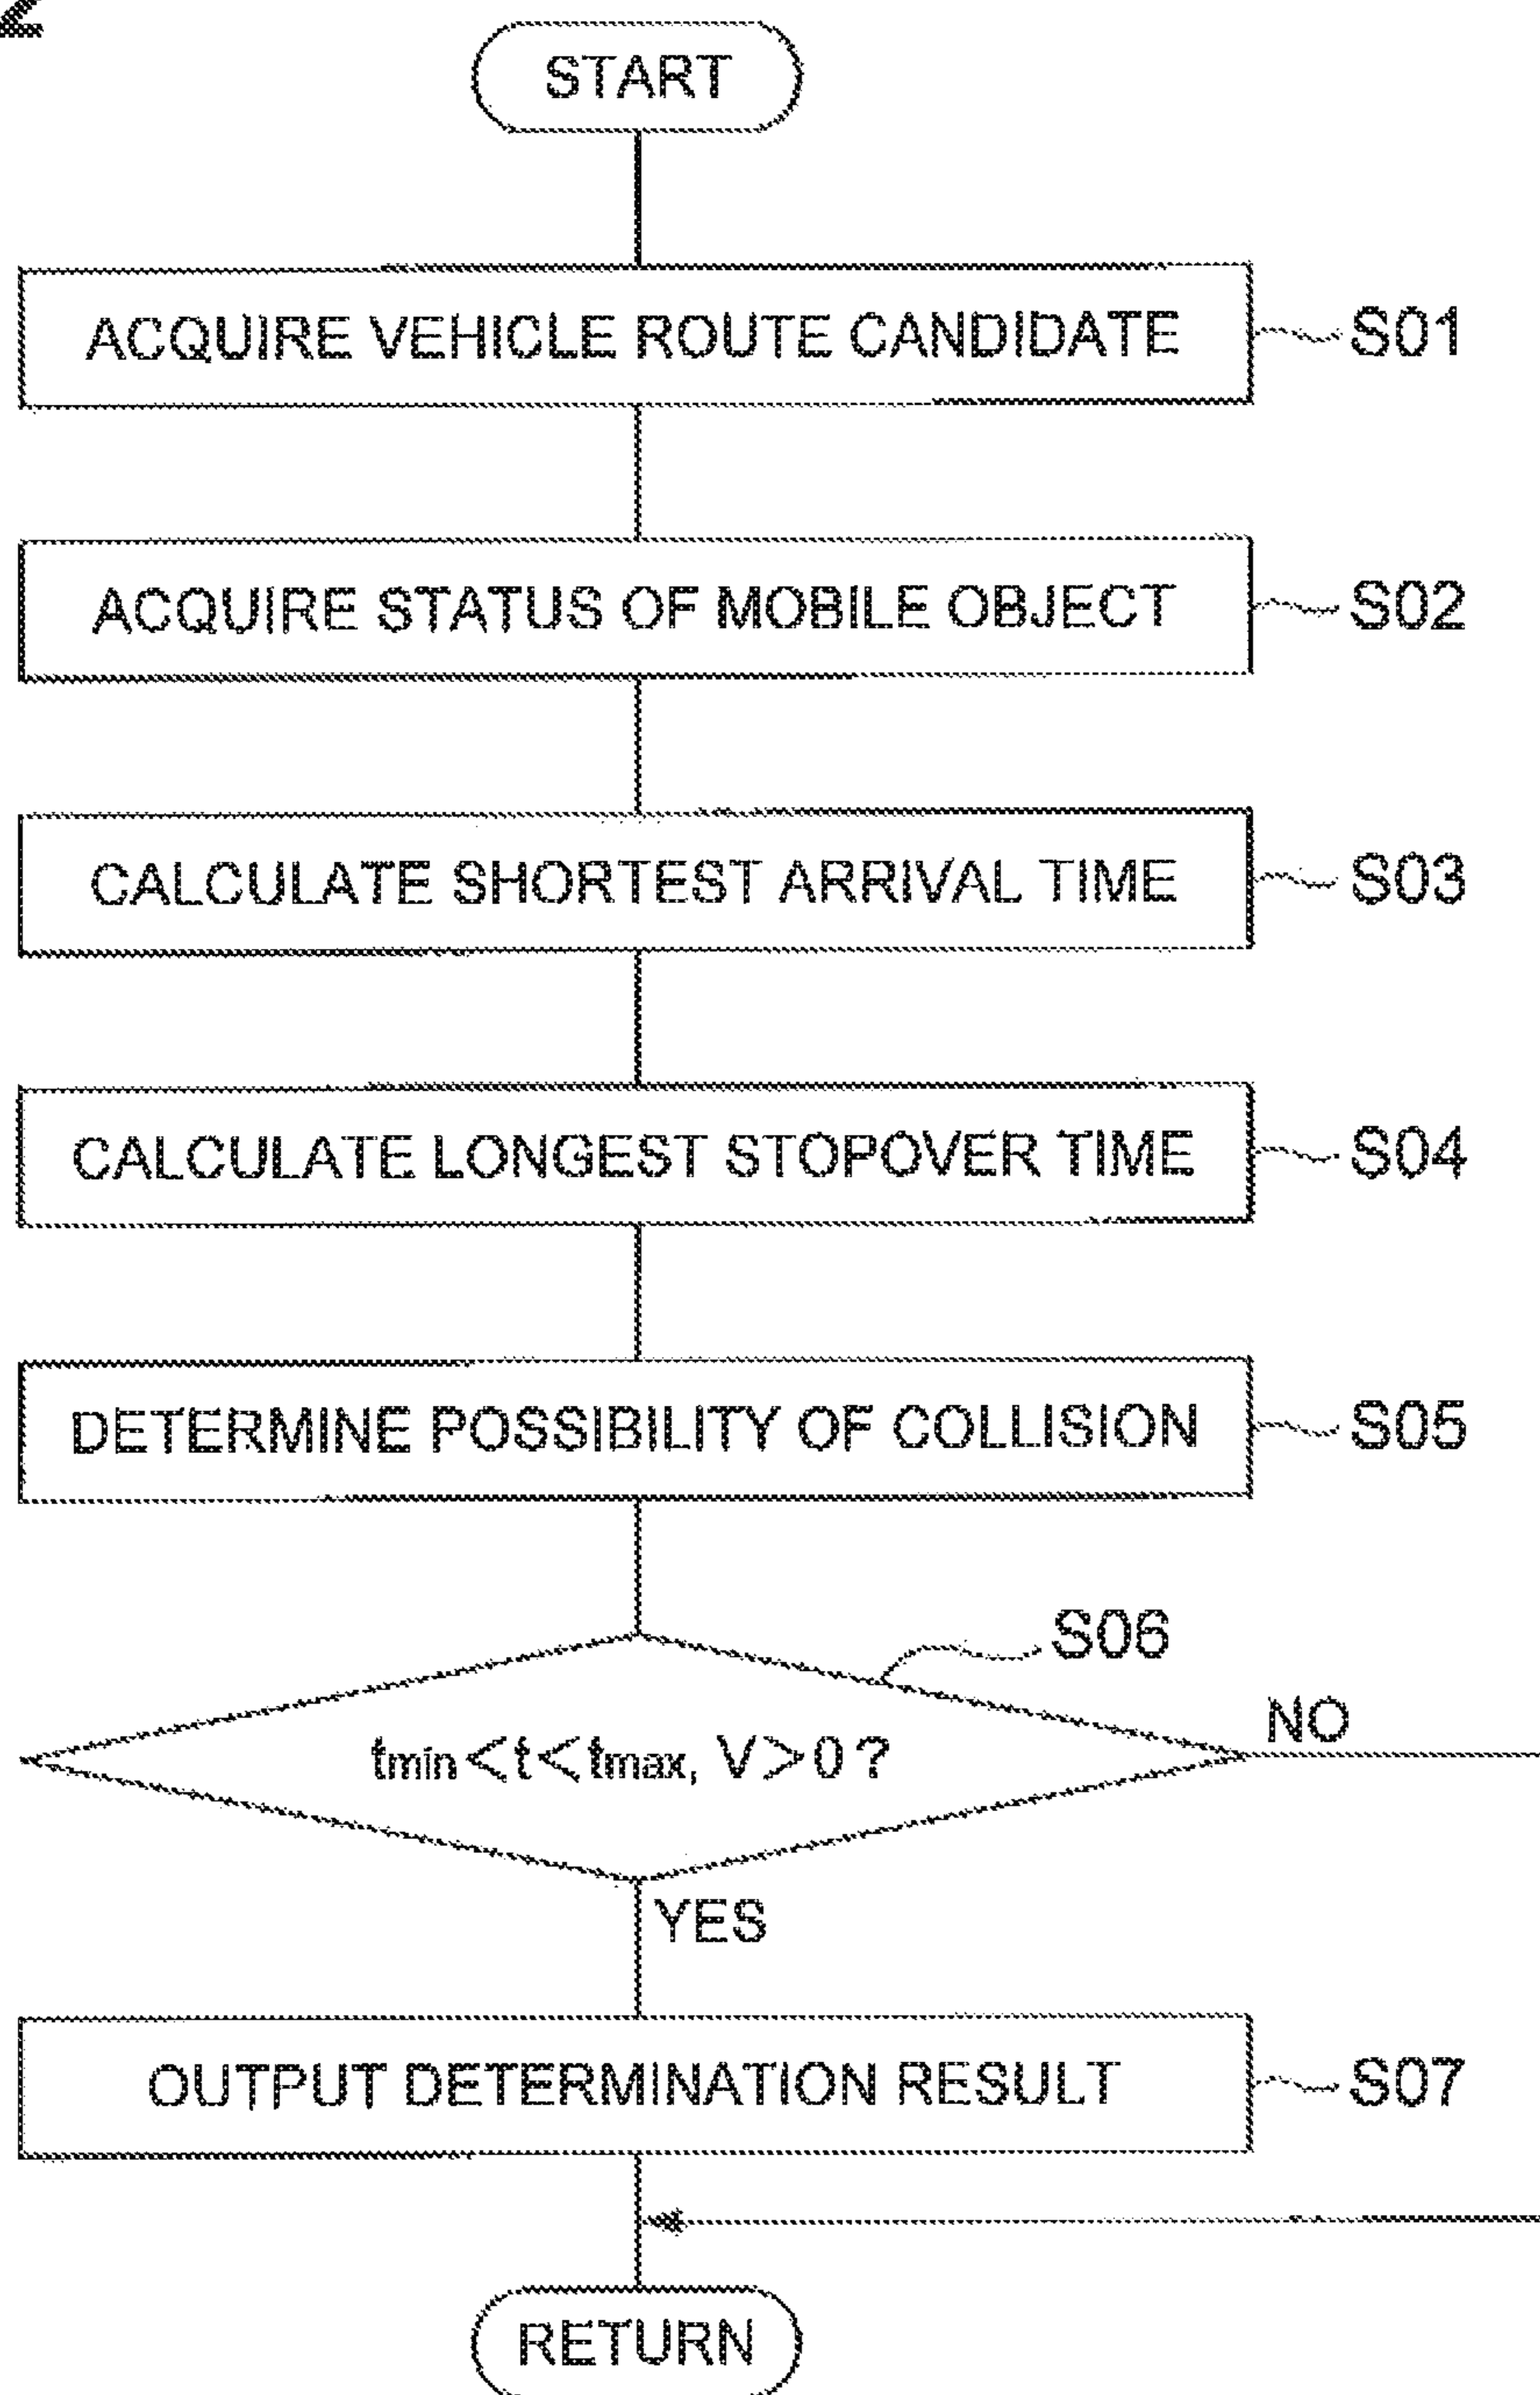 2
START
ACQUIRE VEHICLE ROUTE CANDIDATE S01
ACQUIRE STATUS OF MOBILE OBJECT S02
CALCULATE SHORTEST ARRIVAL TIME S03
CALCULATE LONGEST STOPOVER TIME S04
DETERMINE POSSIBILITY OF COLLISION S05
S06
NO
tmin<t<tmax, V>0?
YES
OUTPUT DETERMINATION RESULT S07
RETURN